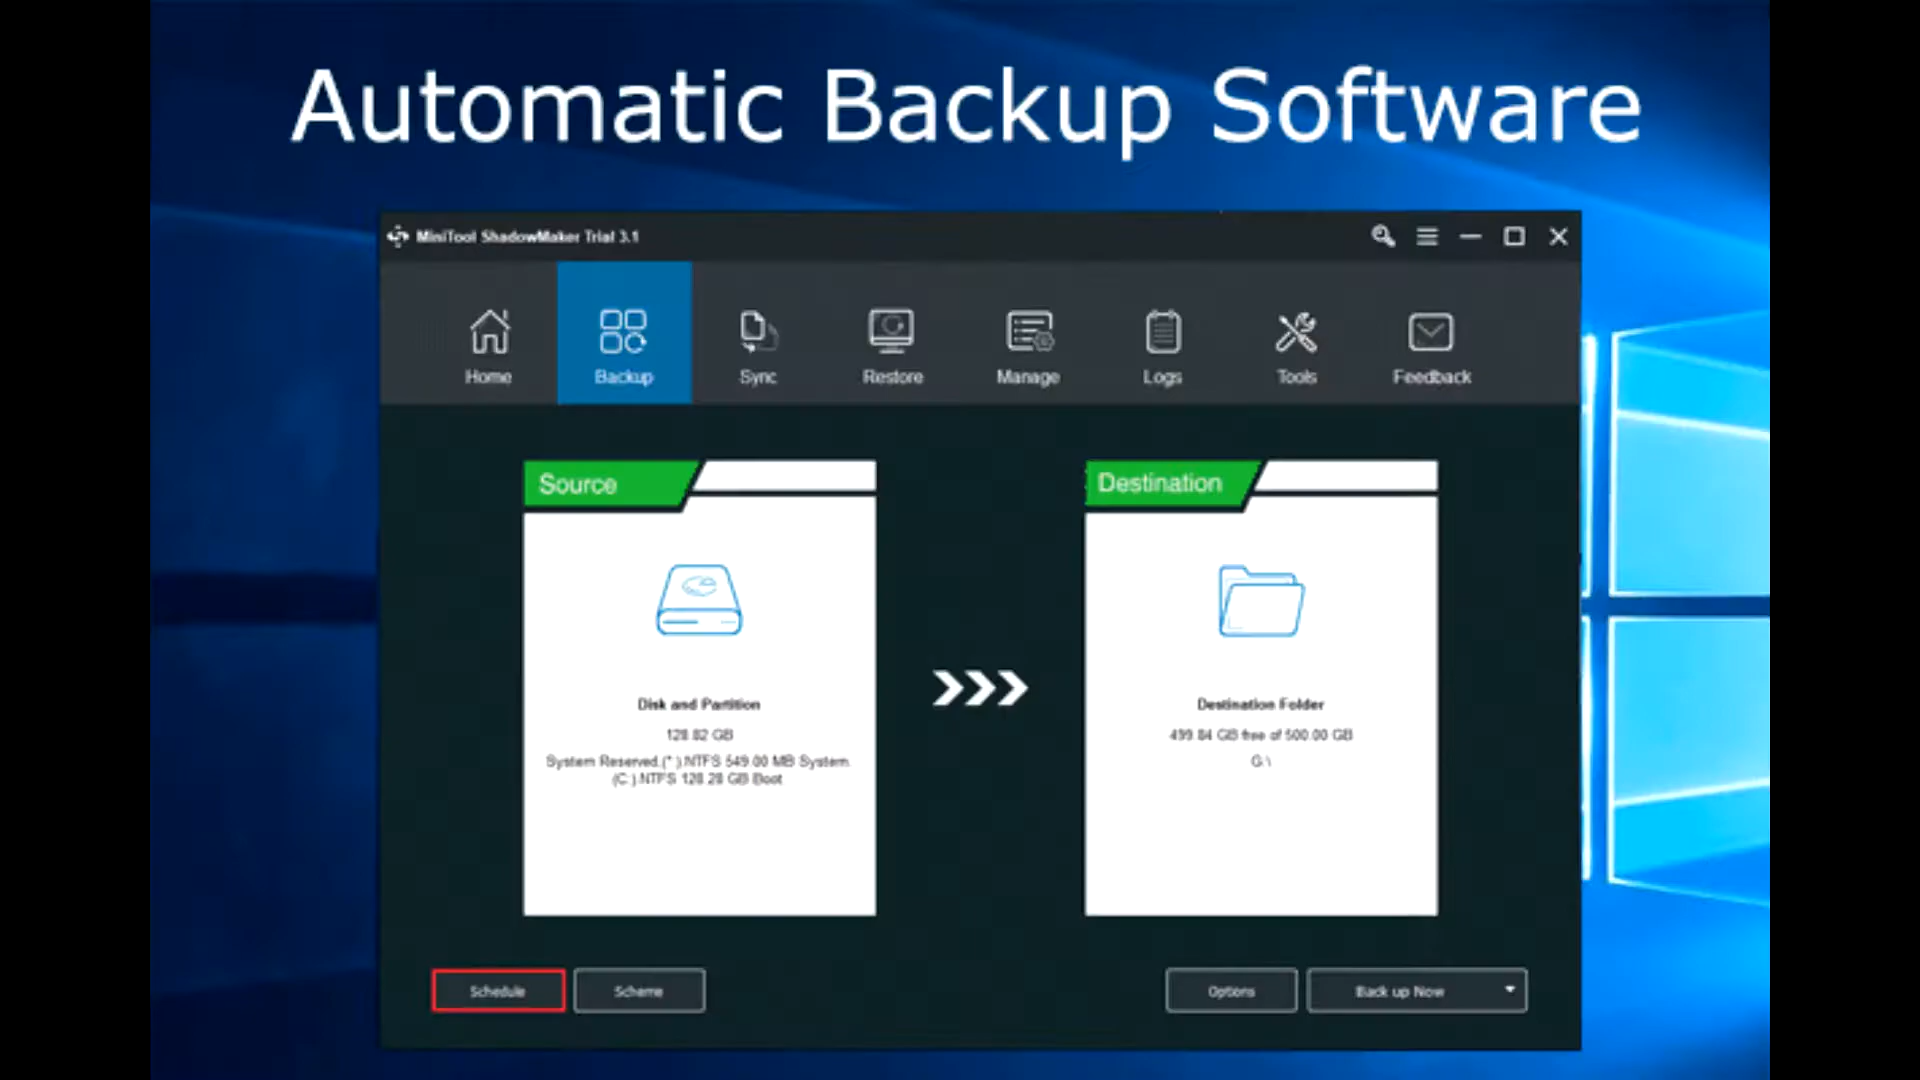 Automatic Backup Software
MiniTool ShadowMaker Trial 3.1
Home
Backup
Sync
Restore
Manage
Logs
Tools
Feedback
Source
Destination
Disk and Partition
128.82 GB
System Reserved.(*:).NTFS 549.00 MB System
(C:).NTFS 128.28 GB Boot
Destination Folder
499.84 GB free of 500.00 GB
G:\
Schedule
Scheme
Options
Back up Now